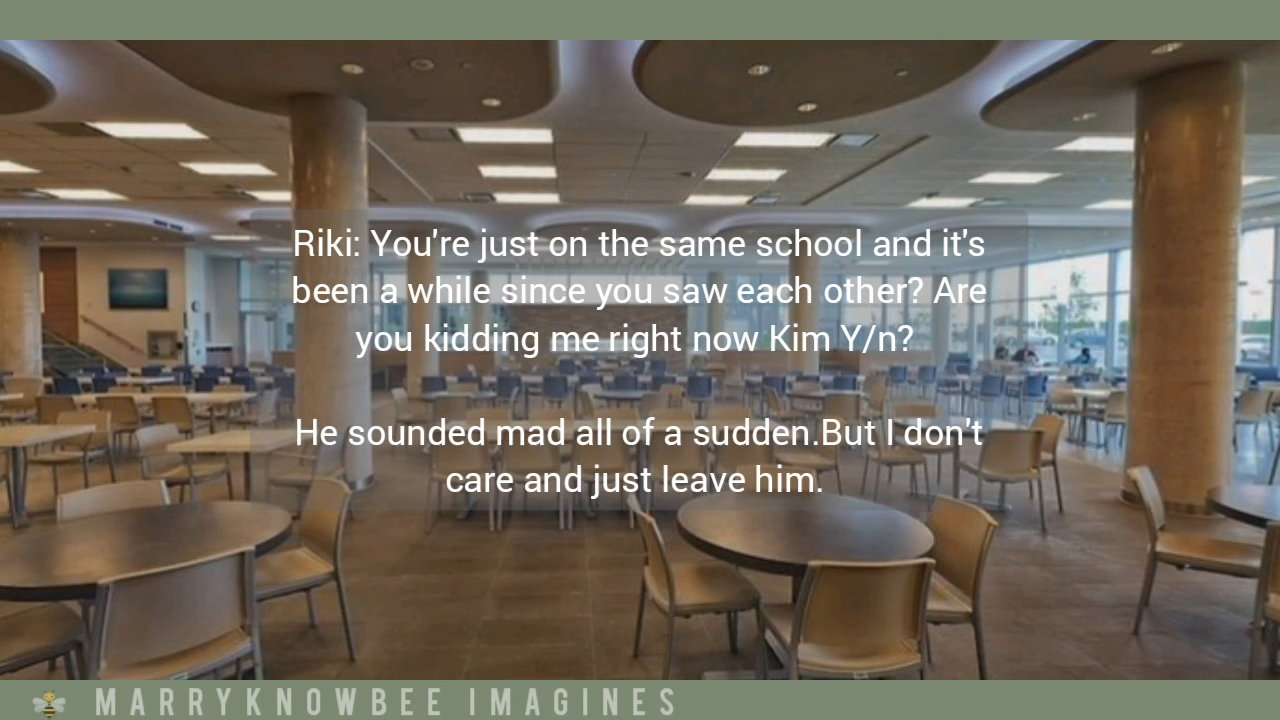 Riki: You're just on the same school and it's
been a while since you saw each other? Are
you kidding me right now Kim Y/n?
He sounded mad all of a sudden.But I don't
care and just leave him.
MARRYKNOWBEE IMAGINES